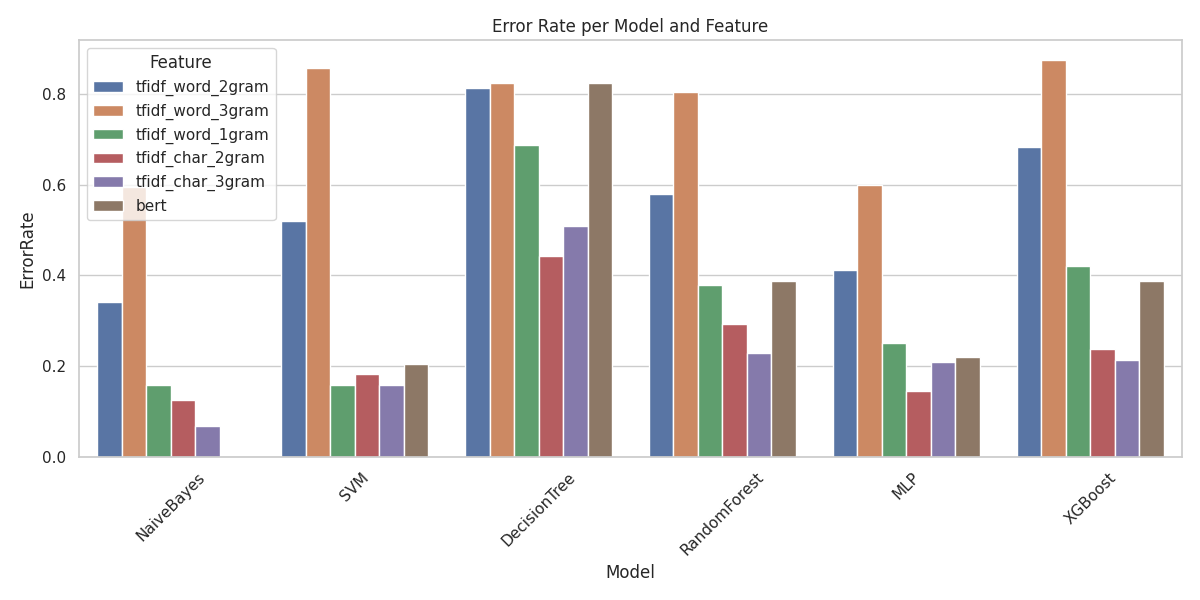 Error Rate per Model and Feature
Feature
tfidf_word_2gram
tfidf_word_3gram
tfidf_word_1gram
tfidf_char_2gram
tfidf_char_3gram
bert
ErrorRate
0.8
0.6
0.4
0.2
0.0
NaiveBayes
SVM
DecisionTree
RandomForest
MLP
XGBoost
Model